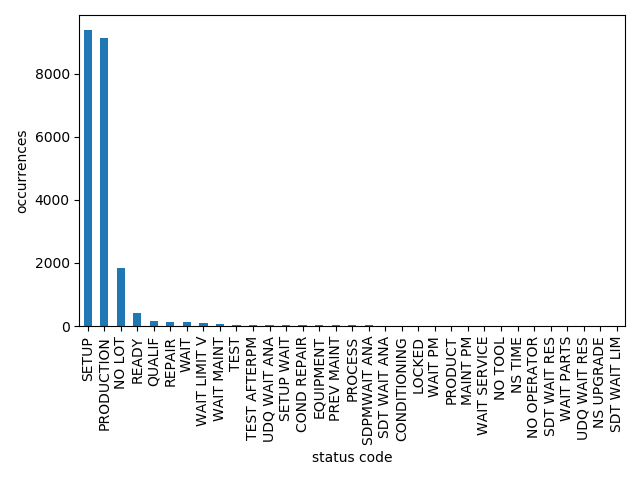 8000
6000
4000
2000
0
occurrences
SETUP
PRODUCTION
NO LOT
READY
QUALIF
REPAIR
WAIT
WAIT LIMIT V
WAIT MAINT
TEST
TEST AFTERPM
UDQ WAIT ANA
SETUP WAIT
COND REPAIR
EQUIPMENT
PREV MAINT
PROCESS
SDPMWAIT ANA
SDT WAIT ANA
CONDITIONING
LOCKED
WAIT PM
PRODUCT
MAINT PM
WAIT SERVICE
NO TOOL
NS TIME
NO OPERATOR
SDT WAIT RES
WAIT PARTS
UDQ WAIT RES
NS UPGRADE
SDT WAIT LIM
status code